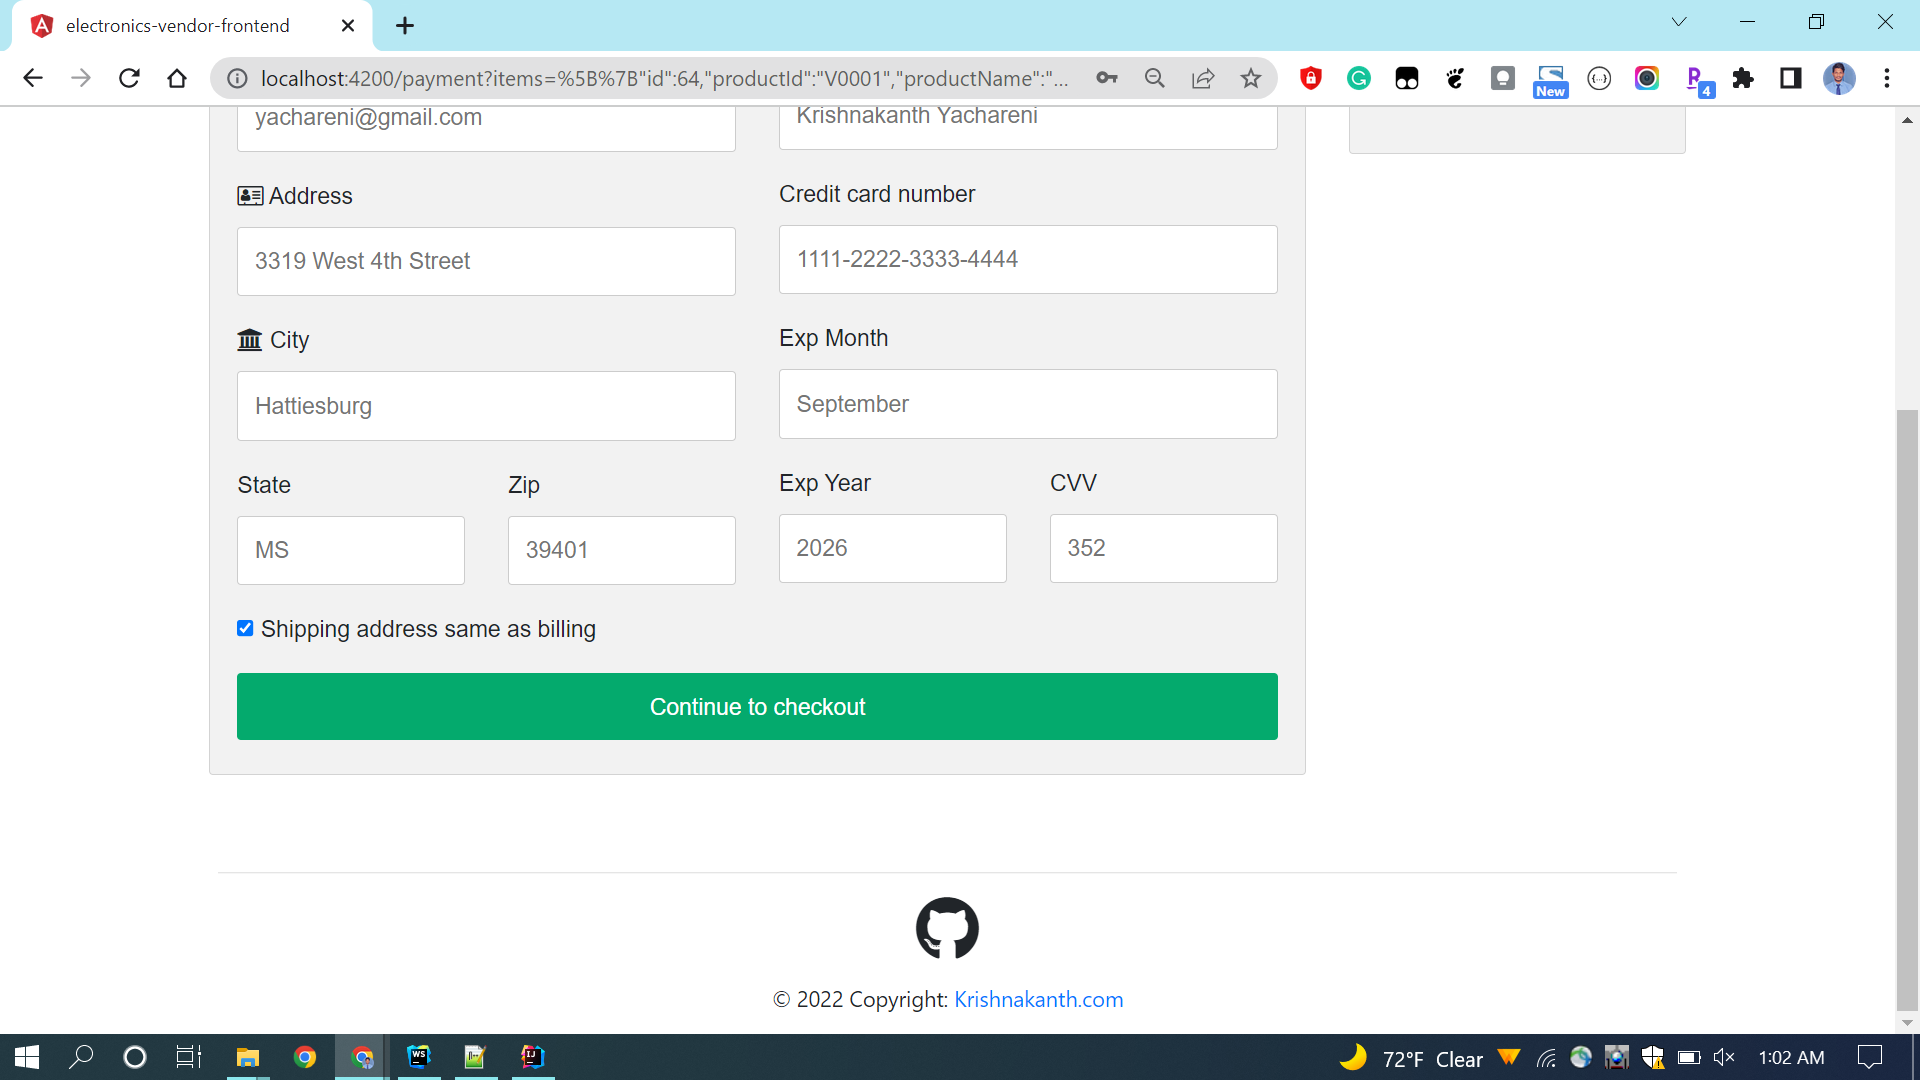 electronics-vendor-frontend
localhost:4200/payment?items=%5B%7B"id":64,"productId":"V0001","productName":"...
New
4
yachareni@gmail.com
Krishnakanth Yachareni
Address
Credit card number
3319 West 4th Street
1111-2222-3333-4444
City
Exp Month
Hattiesburg
September
State
Zip
Exp Year
CVV
MS
39401
2026
352
Shipping address same as billing
Continue to checkout
© 2022 Copyright: Krishnakanth.com
WS
IJ
72°F Clear
1:02 AM